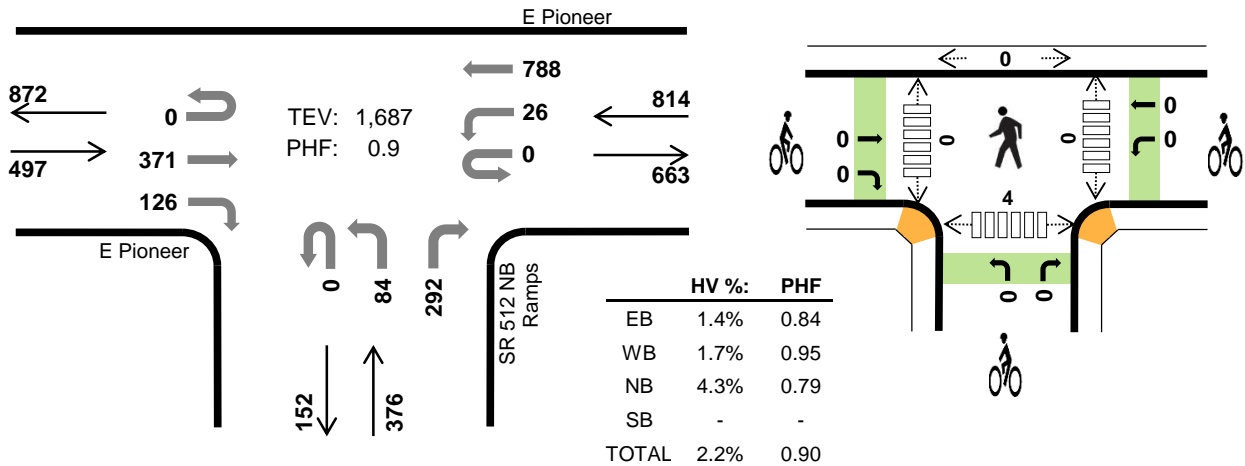 E Pioneer
872
0
TEV: 1,687
PHF: 0.9
788
26
0
814
497
371
126
663
E Pioneer
0
84
292
SR 512 NB
Ramps
152
376
HV %: PHF
EB 1.4% 0.84
WB 1.7% 0.95
NB 4.3% 0.79
SB - -
TOTAL 2.2% 0.90
0
0
0
0
0
0
0
4
0
0